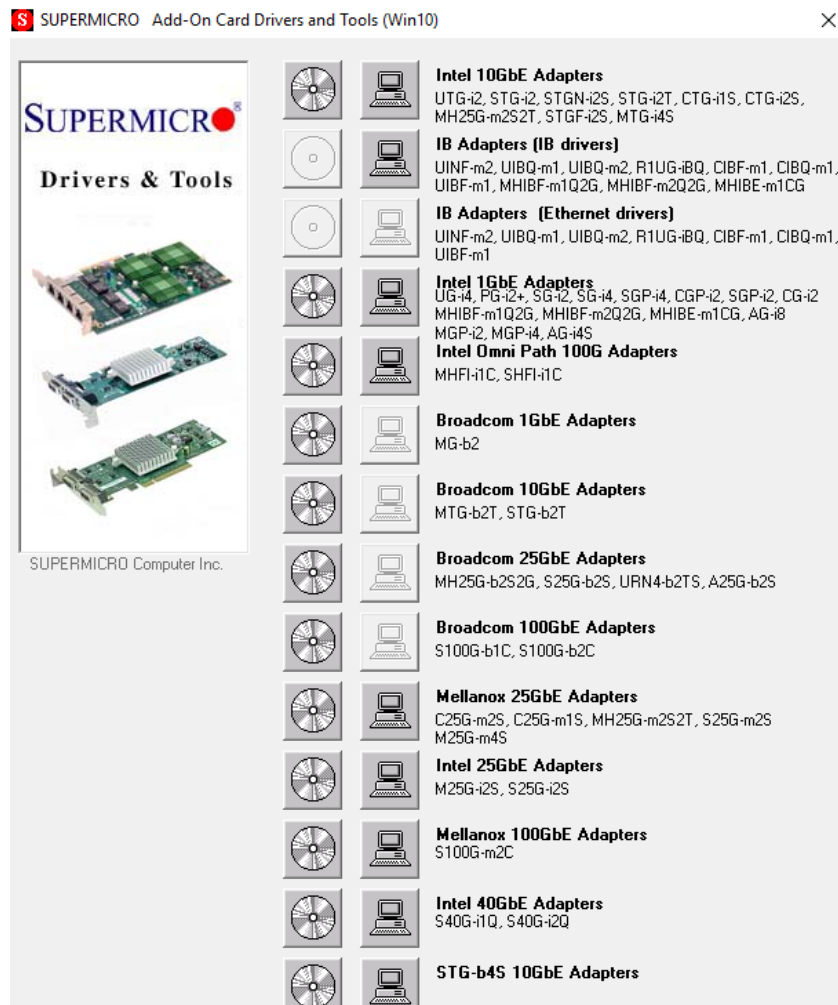 S SUPERMICRO Add-On Card Drivers and Tools (Win10)
SUPERMICRO®
Drivers & Tools
SUPERMICRO Computer Inc.
Intel 10GbE Adapters
UTG-i2, STG-i2, STGN-i2S, STG-i2T, CTG-i1S, CTG-i2S,
MH25G-m2S2T, STGF-i2S, MTG-i4S
IB Adapters (IB drivers)
UINF-m2, UIBQ-m1, UIBQ-m2, R1UG-iBQ, CIBF-m1, CIBQ-m1,
UIBF-m1, MHIBF-m1Q2G, MHIBF-m2Q2G, MHIBE-m1CG
IB Adapters (Ethernet drivers)
UINF-m2, UIBQ-m1, UIBQ-m2, R1UG-iBQ, CIBF-m1, CIBQ-m1,
UIBF-m1
Intel 1GbE Adapters
UG-i4, PG-i2+, SG-i2, SG-i4, SGP-i4, CGP-i2, SGP-i2, CG-i2
MHIBF-m1Q2G, MHIBF-m2Q2G, MHIBE-m1CG, AG-i8
MGP-i2, MGP-i4, AG-i4S
Intel Omni Path 100G Adapters
MHFI-i1C, SHFI-i1C
Broadcom 1GbE Adapters
MG-b2
Broadcom 10GbE Adapters
MTG-b2T, STG-b2T
Broadcom 25GbE Adapters
MH25G-b2S2G, S25G-b2S, URN4-b2TS, A25G-b2S
Broadcom 100GbE Adapters
S100G-b1C, S100G-b2C
Mellanox 25GbE Adapters
C25G-m2S, C25G-m1S, MH25G-m2S2T, S25G-m2S
M25G-m4S
Intel 25GbE Adapters
M25G-i2S, S25G-i2S
Mellanox 100GbE Adapters
S100G-m2C
Intel 40GbE Adapters
S40G-i1Q, S40G-i2Q
STG-b4S 10GbE Adapters